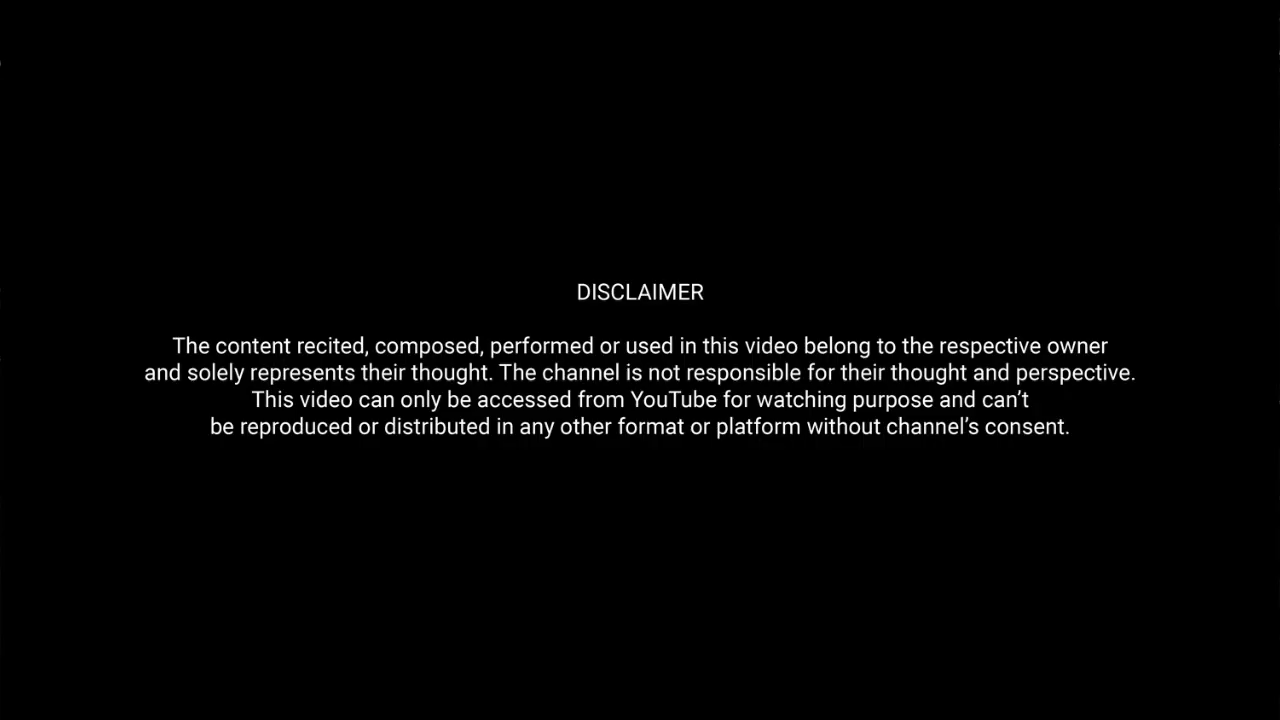 DISCLAIMER
The content recited, composed, performed or used in this video belong to the respective owner
and solely represents their thought. The channel is not responsible for their thought and perspective.
This video can only be accessed from YouTube for watching purpose and can’t
be reproduced or distributed in any other format or platform without channel’s consent.